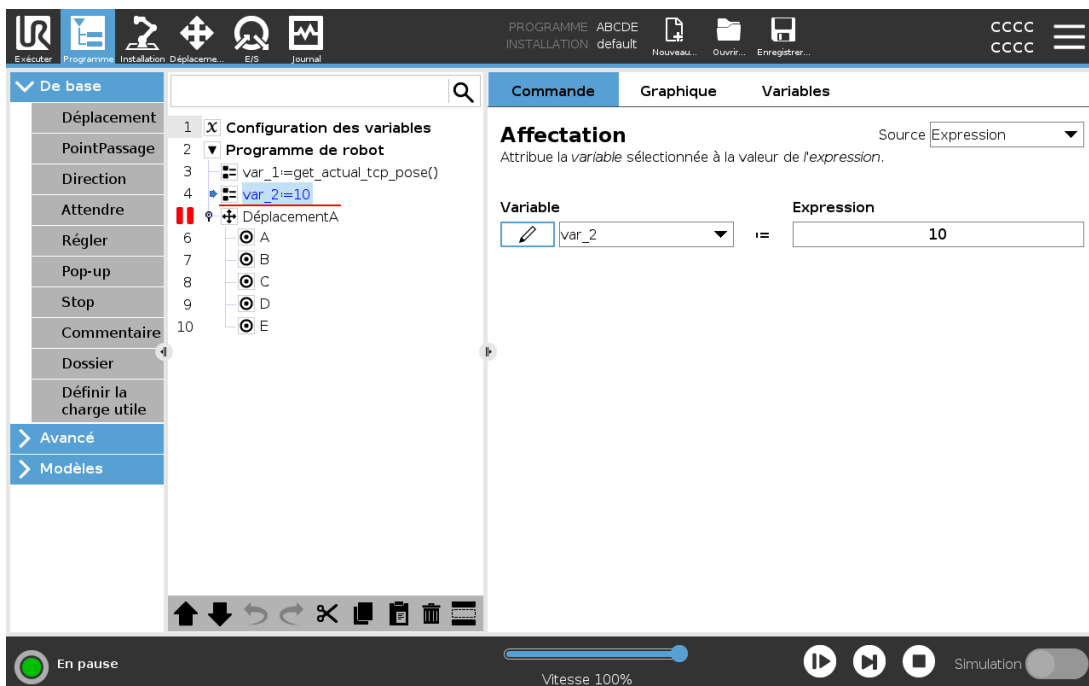 UR
PROGRAMME ABCDE
INSTALLATION default
Exécuter
Programme
Installation
Déplaceme...
E/S
Journal
Nouveau...
Ouvrir...
Enregistrer...
CCCC
CCCC
De base
Déplacement
PointPassage
Direction
Attendre
Régler
Pop-up
Stop
Commentaire
Dossier
Définir la
charge utile
Avancé
Modèles
1 X Configuration des variables
2 Programme de robot
3 var_1:=get_actual_tcp_pose()
4 var_2:=10
DéplacementA
6 A
7 B
8 C
9 D
10 E
Commande Graphique Variables
Affectation
Source Expression
Attribue la variable sélectionnée à la valeur de l'expression.
Variable Expression
var_2 := 10
En pause
Vitesse 100%
Simulation